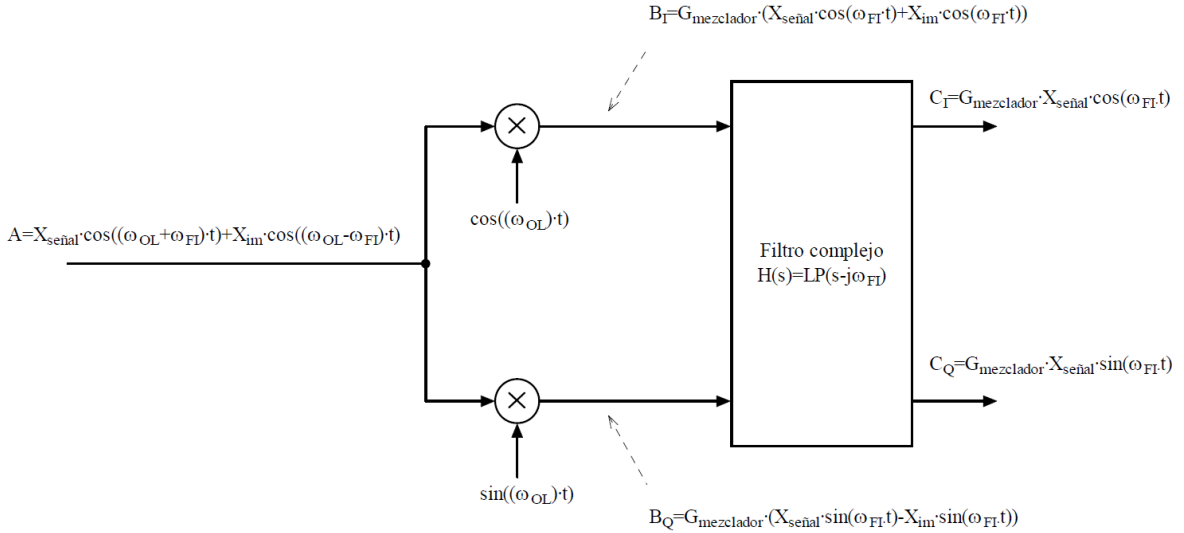 B_I=G_mezclador·(X_señal·cos(ω_FI·t)+X_im·cos(ω_FI·t))
C_I=G_mezclador·X_señal·cos(ω_FI.t)
cos((ω_OL)·t)
A=X_señal·cos((ω_OL+ω_FI)·t)+X_im·cos((ω_OL-ω_FI)·t)
Filtro complejo
H(s)=LP(s-jω_FI)
C_Q=G_mezclador·X_señal·sin(ω_FI.t)
sin((ω_OL)·t)
B_Q=G_mezclador·(X_señal·sin(ω_FI.t)-X_im·sin(ω_FI.t))